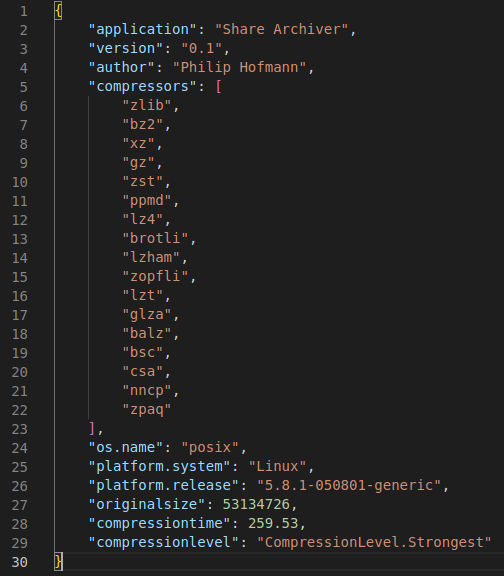 1 {
2 "application": "Share Archiver",
3 "version": "0.1",
4 "author": "Philip Hofmann",
5 "compressors": [
6 "zlib",
7 "bz2",
8 "xz",
9 "gz",
10 "zst",
11 "ppmd",
12 "lz4",
13 "brotli",
14 "lzham",
15 "zopfli",
16 "lzt",
17 "glza",
18 "balz",
19 "bsc",
20 "csa",
21 "nncp",
22 "zpaq"
23 ],
24 "os.name": "posix",
25 "platform.system": "Linux",
26 "platform.release": "5.8.1-050801-generic",
27 "originalsize": 53134726,
28 "compressiontime": 259.53,
29 "compressionlevel": "CompressionLevel.Strongest"
30 }